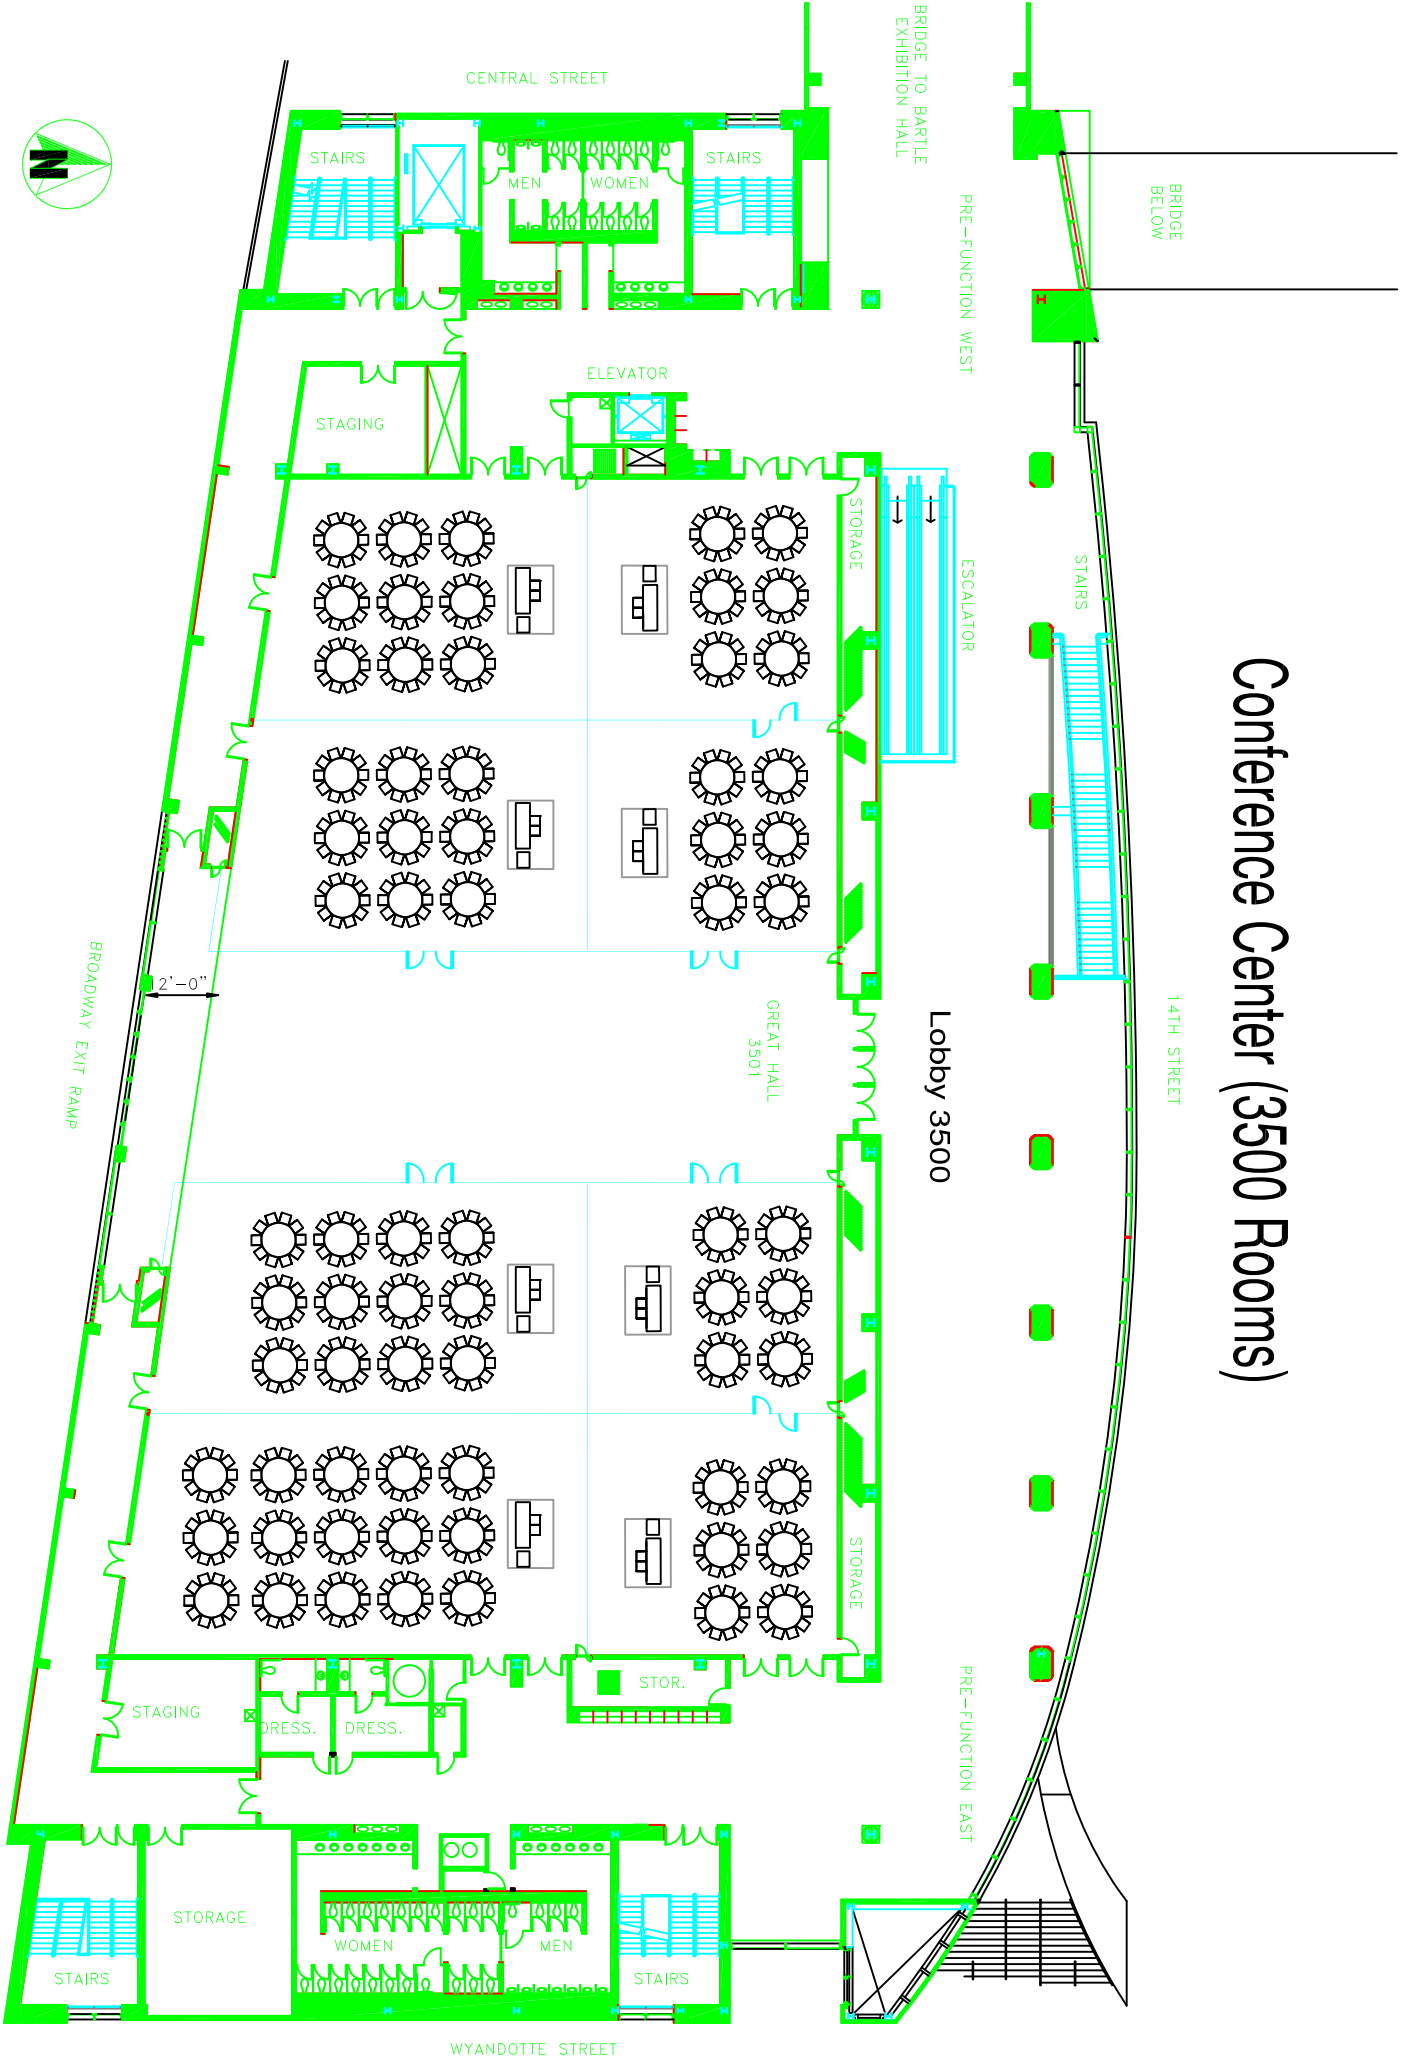 CENTRAL STREET
BRIDGE TO BARTLE
EXHIBITION HALL
N
STAIRS
MEN
WOMEN
STAIRS
BRIDGE
BELOW
PRE-FUNCTION WEST
ELEVATOR
STAGING
STORAGE
ESCALATOR
STAIRS
Conference Center (3500 Rooms)
BROADWAY EXIT RAMP
12'-0"
GREAT HALL
3501
Lobby 3500
14TH STREET
STORAGE
STAGING
DRESS.
DRESS.
STOR.
PRE-FUNCTION EAST
STORAGE
WOMEN
MEN
STAIRS
STAIRS
WYANDOTTE STREET